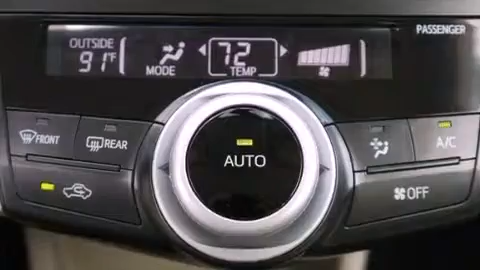 PASSENGER
OUTSIDE
91°F
MODE
72
TEMP
FRONT
REAR
AUTO
A/C
OFF